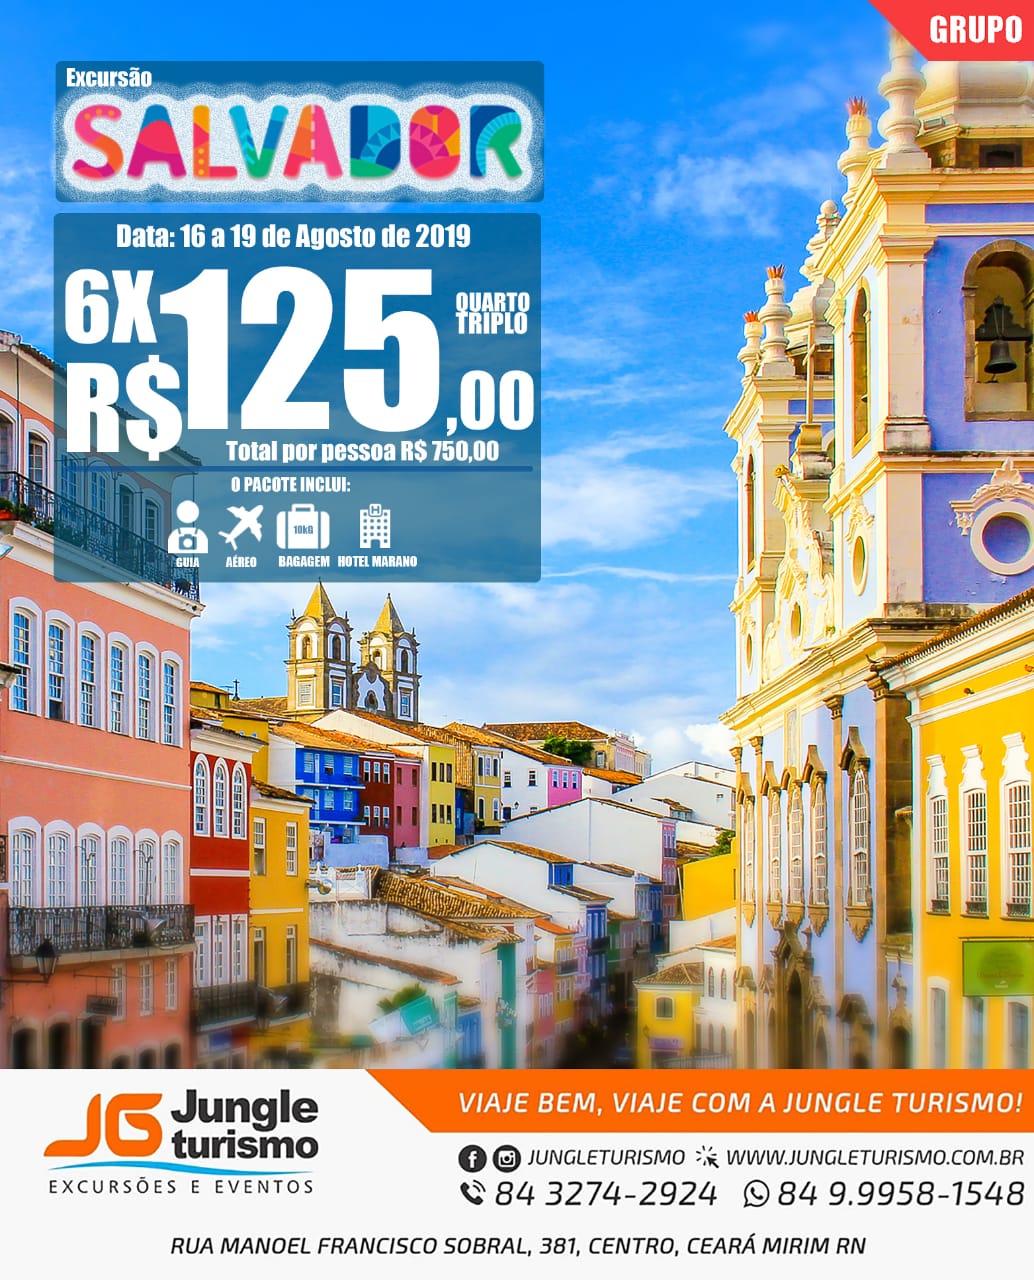 GRUPO
Excursão
SALVADOR
Data: 16 a 19 de Agosto de 2019
6X
R$125,00
QUARTO
TRIPLO
Total por pessoa R$ 750,00
O PACOTE INCLUI:
10KG
H
GUIA AÉREO BAGAGEM HOTEL MARANO
JG Jungle
turismo
EXCURSÕES E EVENTOS
VIAJE BEM, VIAJE COM A JUNGLE TURISMO!
JUNGLETURISMO WWW.JUNGLETURISMO.COM.BR
84 3274-2924 84 9.9958-1548
RUA MANOEL FRANCISCO SOBRAL, 381, CENTRO, CEARÁ MIRIM RN